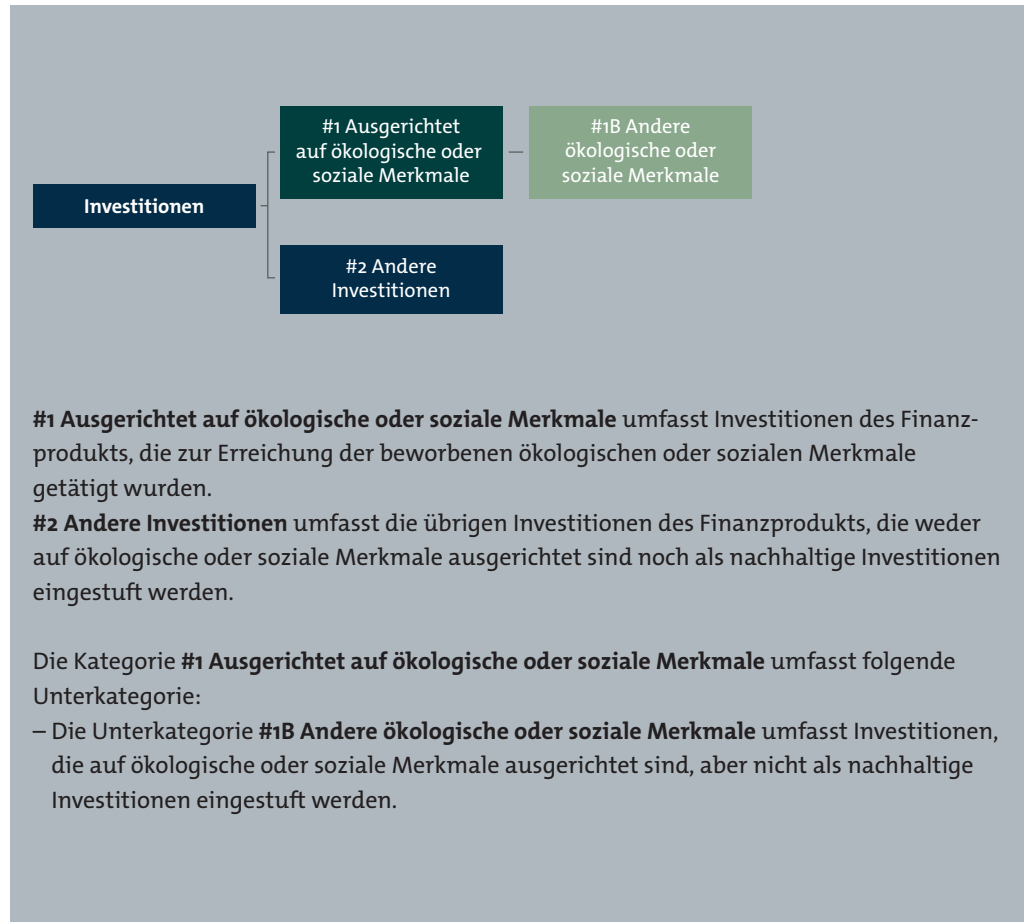 #1 Ausgerichtet
auf ökologische oder
soziale Merkmale
#1B Andere
ökologische oder
soziale Merkmale
Investitionen
#2 Andere
Investitionen
#1 Ausgerichtet auf ökologische oder soziale Merkmale umfasst Investitionen des Finanz-
produkts, die zur Erreichung der beworbenen ökologischen oder sozialen Merkmale
getätigt wurden.
#2 Andere Investitionen umfasst die übrigen Investitionen des Finanzprodukts, die weder
auf ökologische oder soziale Merkmale ausgerichtet sind noch als nachhaltige Investitionen
eingestuft werden.
Die Kategorie #1 Ausgerichtet auf ökologische oder soziale Merkmale umfasst folgende
Unterkategorie:
– Die Unterkategorie #1B Andere ökologische oder soziale Merkmale umfasst Investitionen,
die auf ökologische oder soziale Merkmale ausgerichtet sind, aber nicht als nachhaltige
Investitionen eingestuft werden.